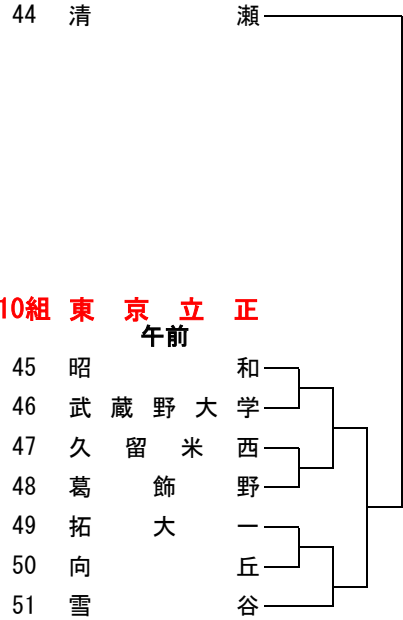 44 清瀬
10組 東京立正
午前
45 昭和
46 武蔵野大学
47 久留米西
48 葛飾野
49 拓大一
50 向丘
51 雪谷